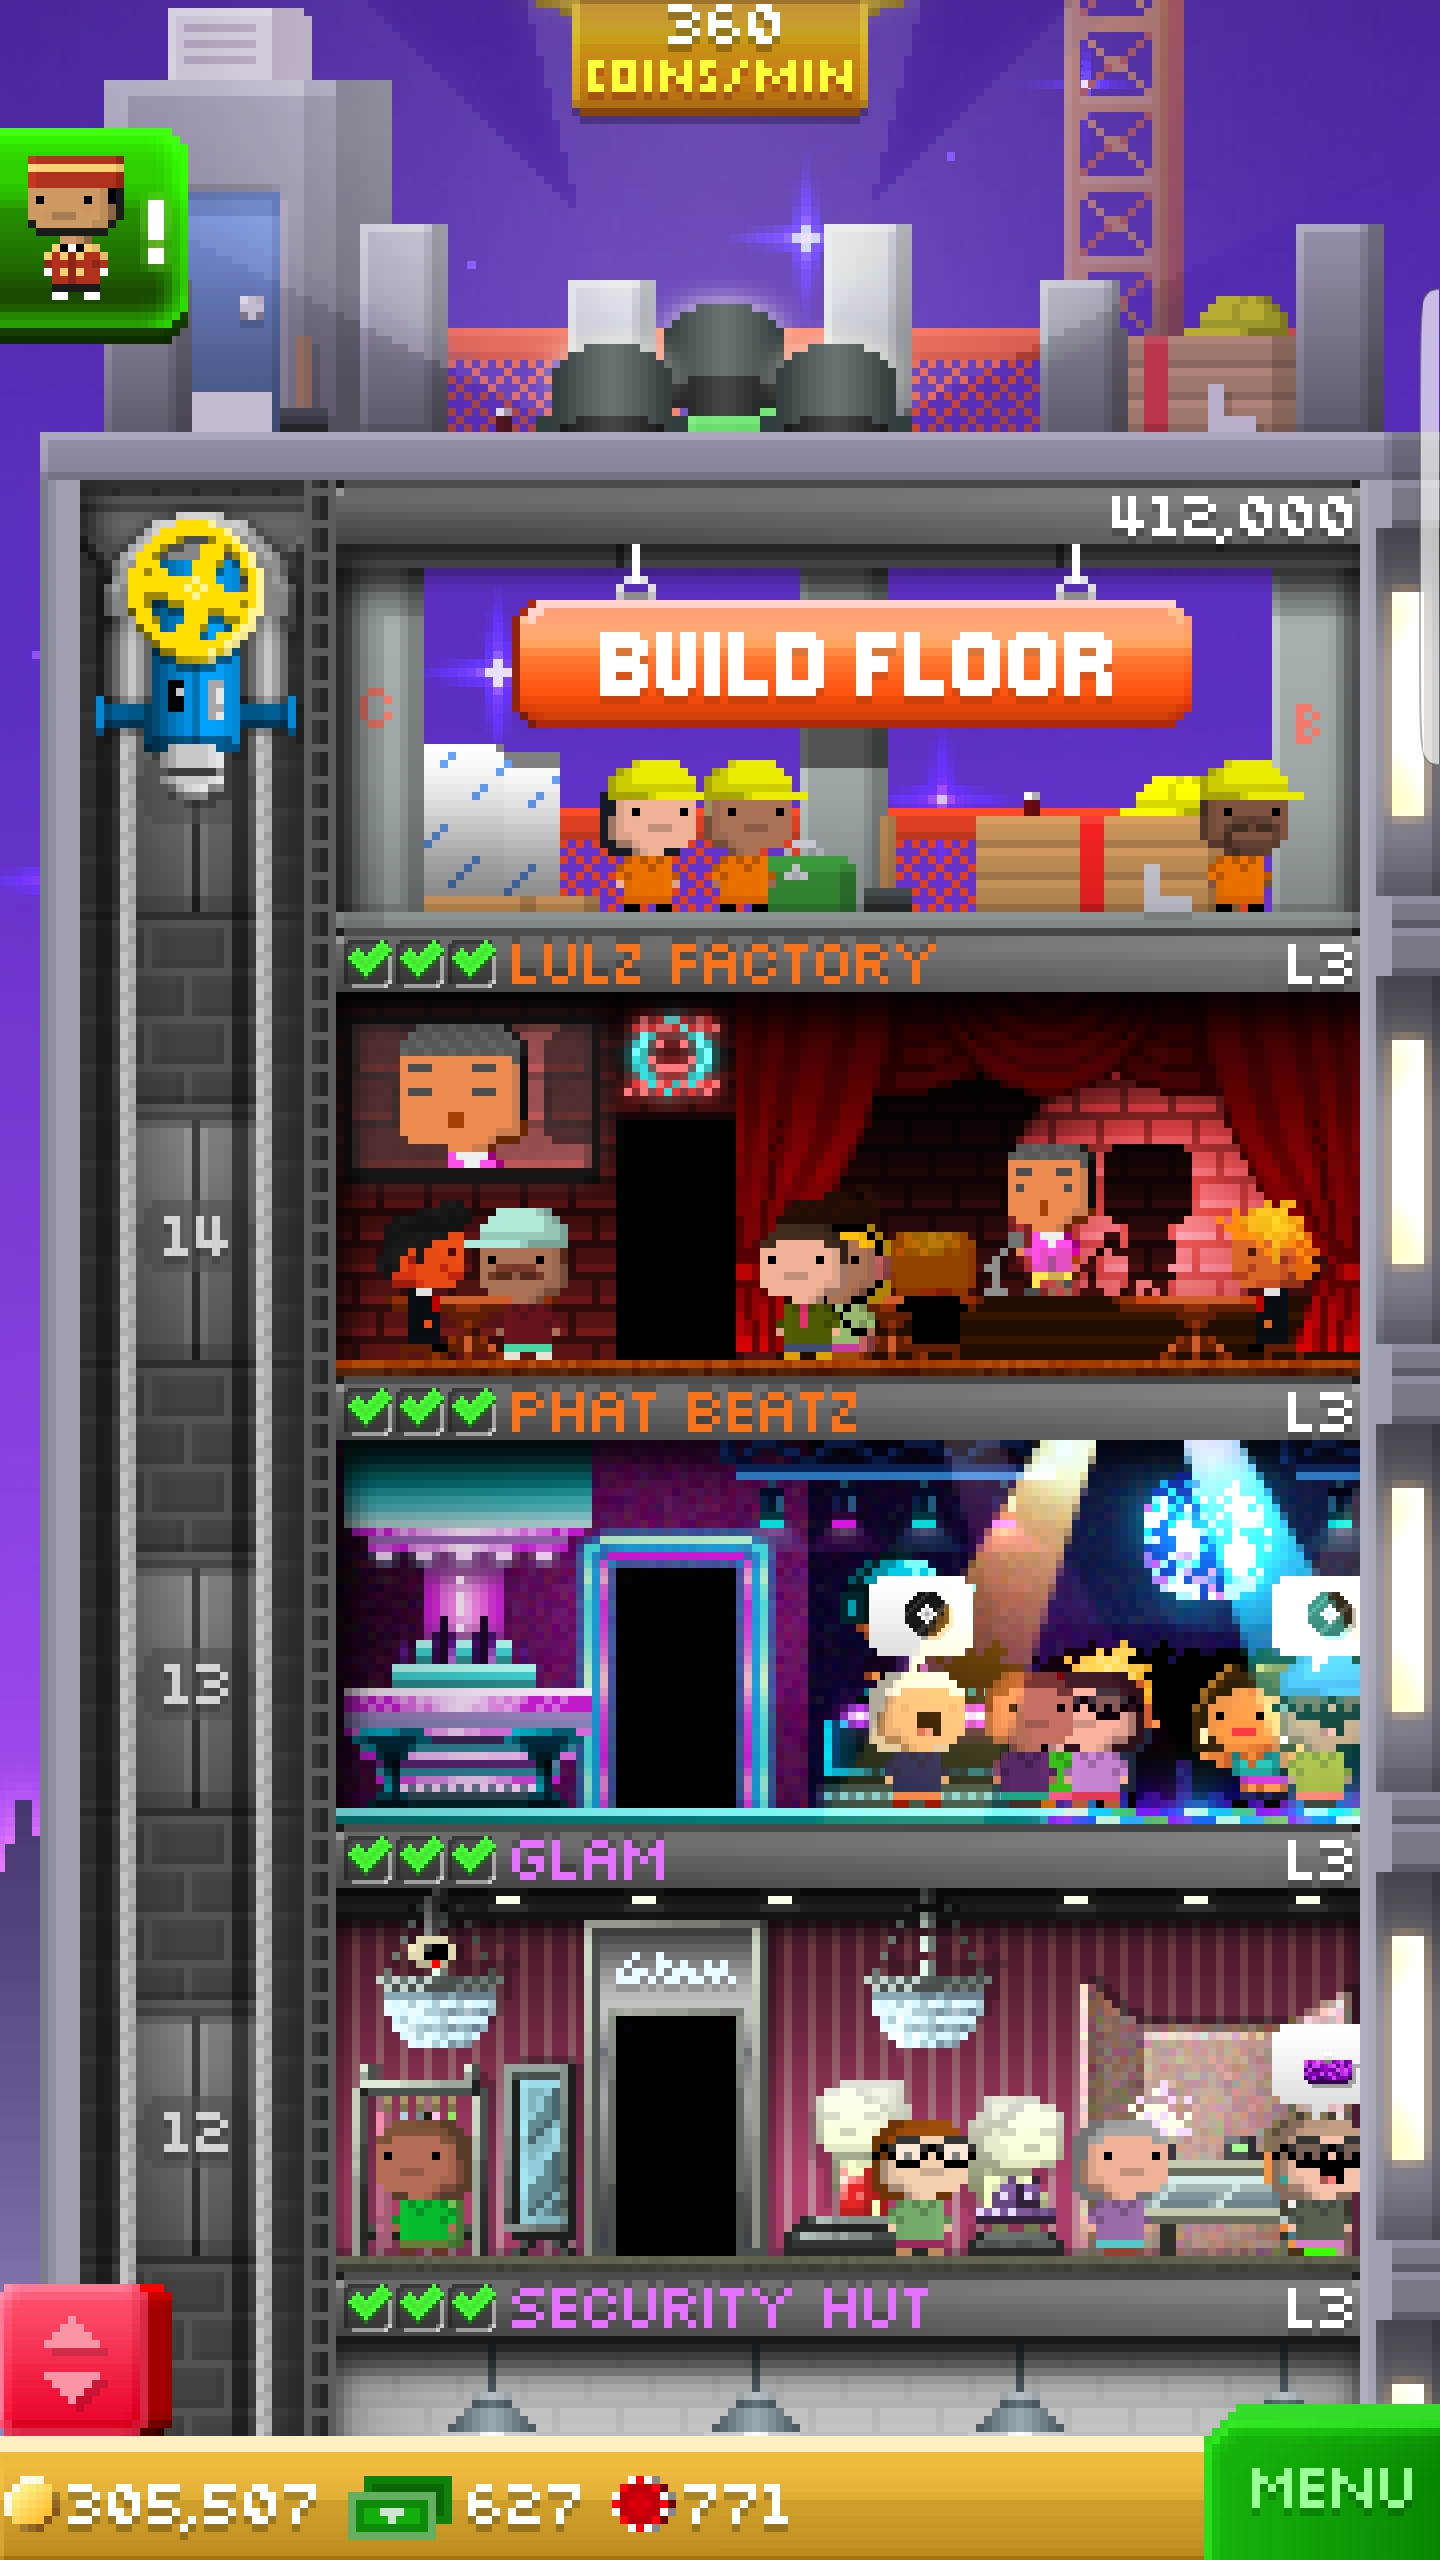 360
COINS/MIN
!
412,000
BUILD FLOOR
C
B
LULZ FACTORY L3
14
PHAT BEATZ L3
13
GLAM L3
Glam
12
SECURITY HUT L3
305,507 627 771
MENU